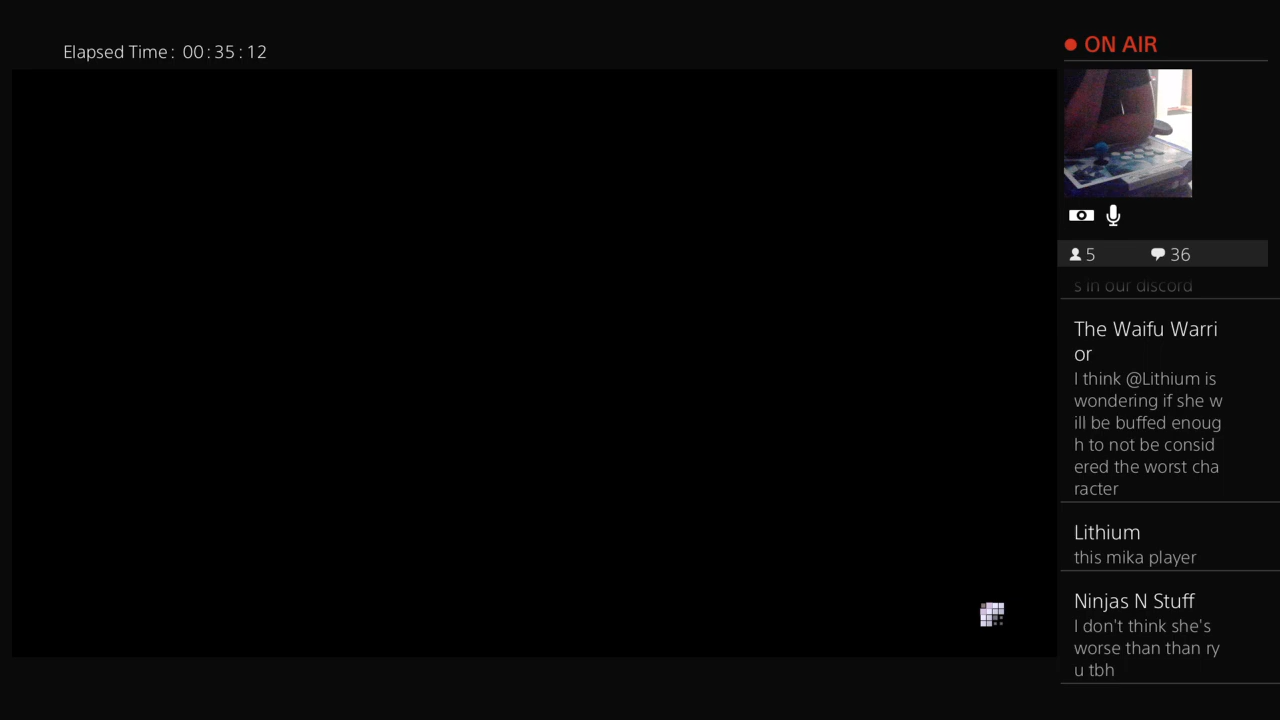 Elapsed Time: 00:35:12
ON AIR
5
36
s in our discord
The Waifu Warri
or
I think @Lithium is
wondering if she w
ill be buffed enoug
h to not be consid
ered the worst cha
racter
Lithium
this mika player
Ninjas N Stuff
I don't think she's
worse than than ry
u tbh